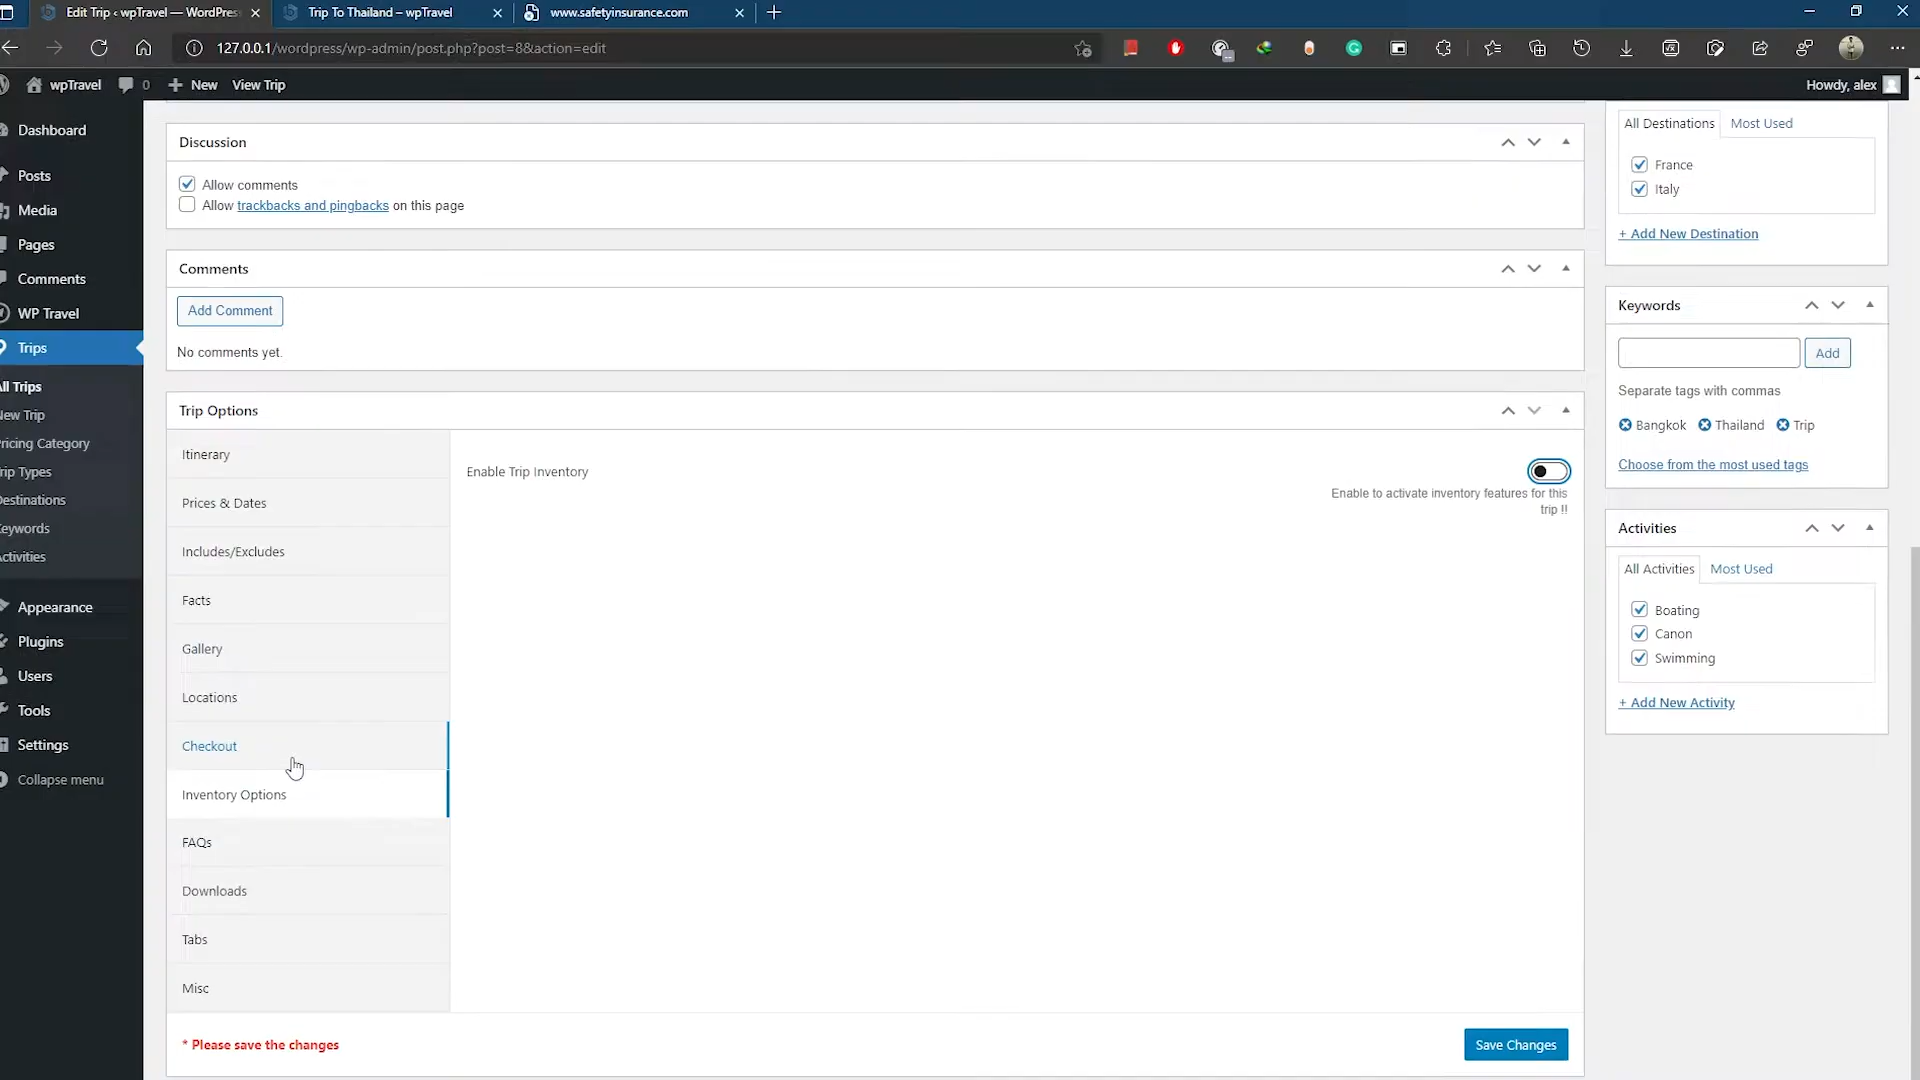 Edit Trip ‹ wpTravel — WordPres
Trip To Thailand – wpTravel
www.safetyinsurance.com
127.0.0.1/wordpress/wp-admin/post.php?post=8&action=edit
wpTravel
0
New
View Trip
Howdy, alex
Dashboard
Posts
Media
Pages
Comments
WP Travel
Trips
ll Trips
ew Trip
ricing Category
rip Types
estinations
eywords
ctivities
Appearance
Plugins
Users
Tools
Settings
Collapse menu
Discussion
Allow comments
Allow trackbacks and pingbacks on this page
Comments
Add Comment
No comments yet.
Trip Options
Itinerary
Prices & Dates
Includes/Excludes
Facts
Gallery
Locations
Checkout
Inventory Options
FAQs
Downloads
Tabs
Misc
Enable Trip Inventory
Enable to activate inventory features for this
trip !!
* Please save the changes
Save Changes
All Destinations
Most Used
France
Italy
+ Add New Destination
Keywords
Add
Separate tags with commas
Bangkok
Thailand
Trip
Choose from the most used tags
Activities
All Activities
Most Used
Boating
Canon
Swimming
+ Add New Activity